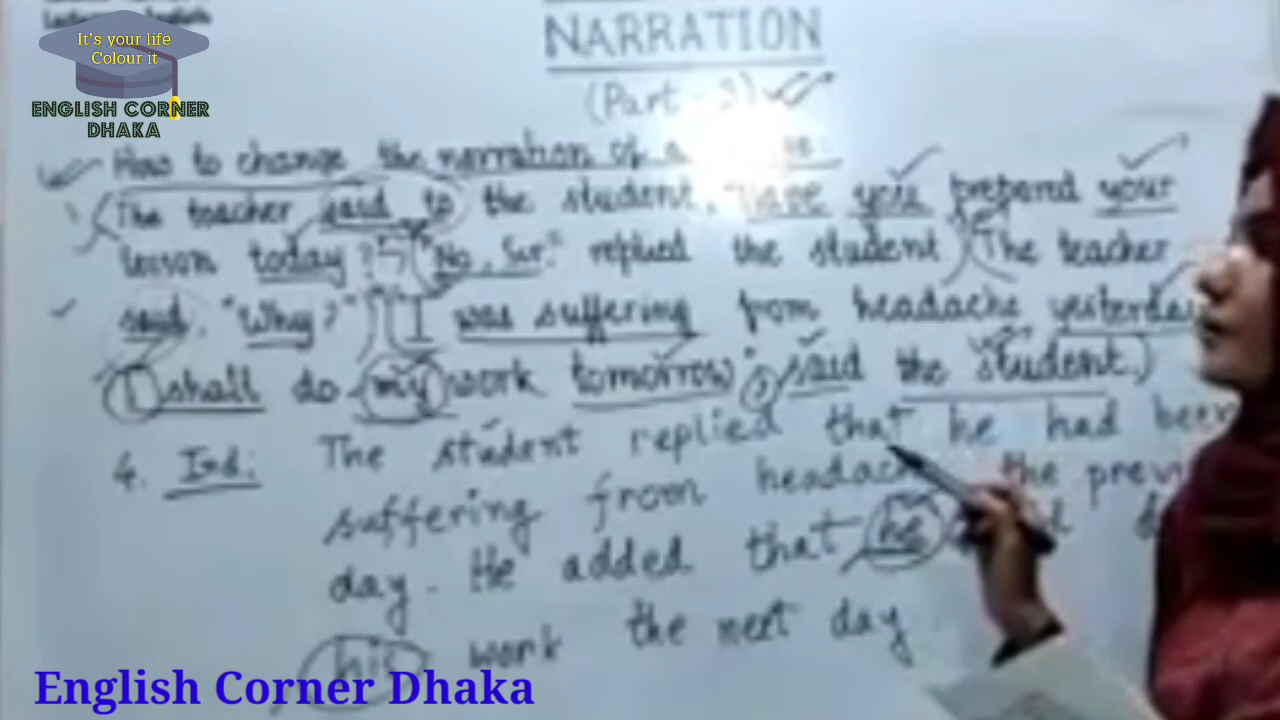 It's your life
Colour it
ENGLISH CORNER
DHAKA
NARRATION
(Part - )
How to change the narration of a
The teacher said to the student, "Have you prepared your
lesson today?" "No, Sir." replied the student. The teacher
said, "Why?" "I was suffering from headache yesterday
I shall do my work tomorrow", said the student.)
4. Ind: The student replied that he had been
suffering from headache the previ
day. He added that he
his work the next day
English Corner Dhaka